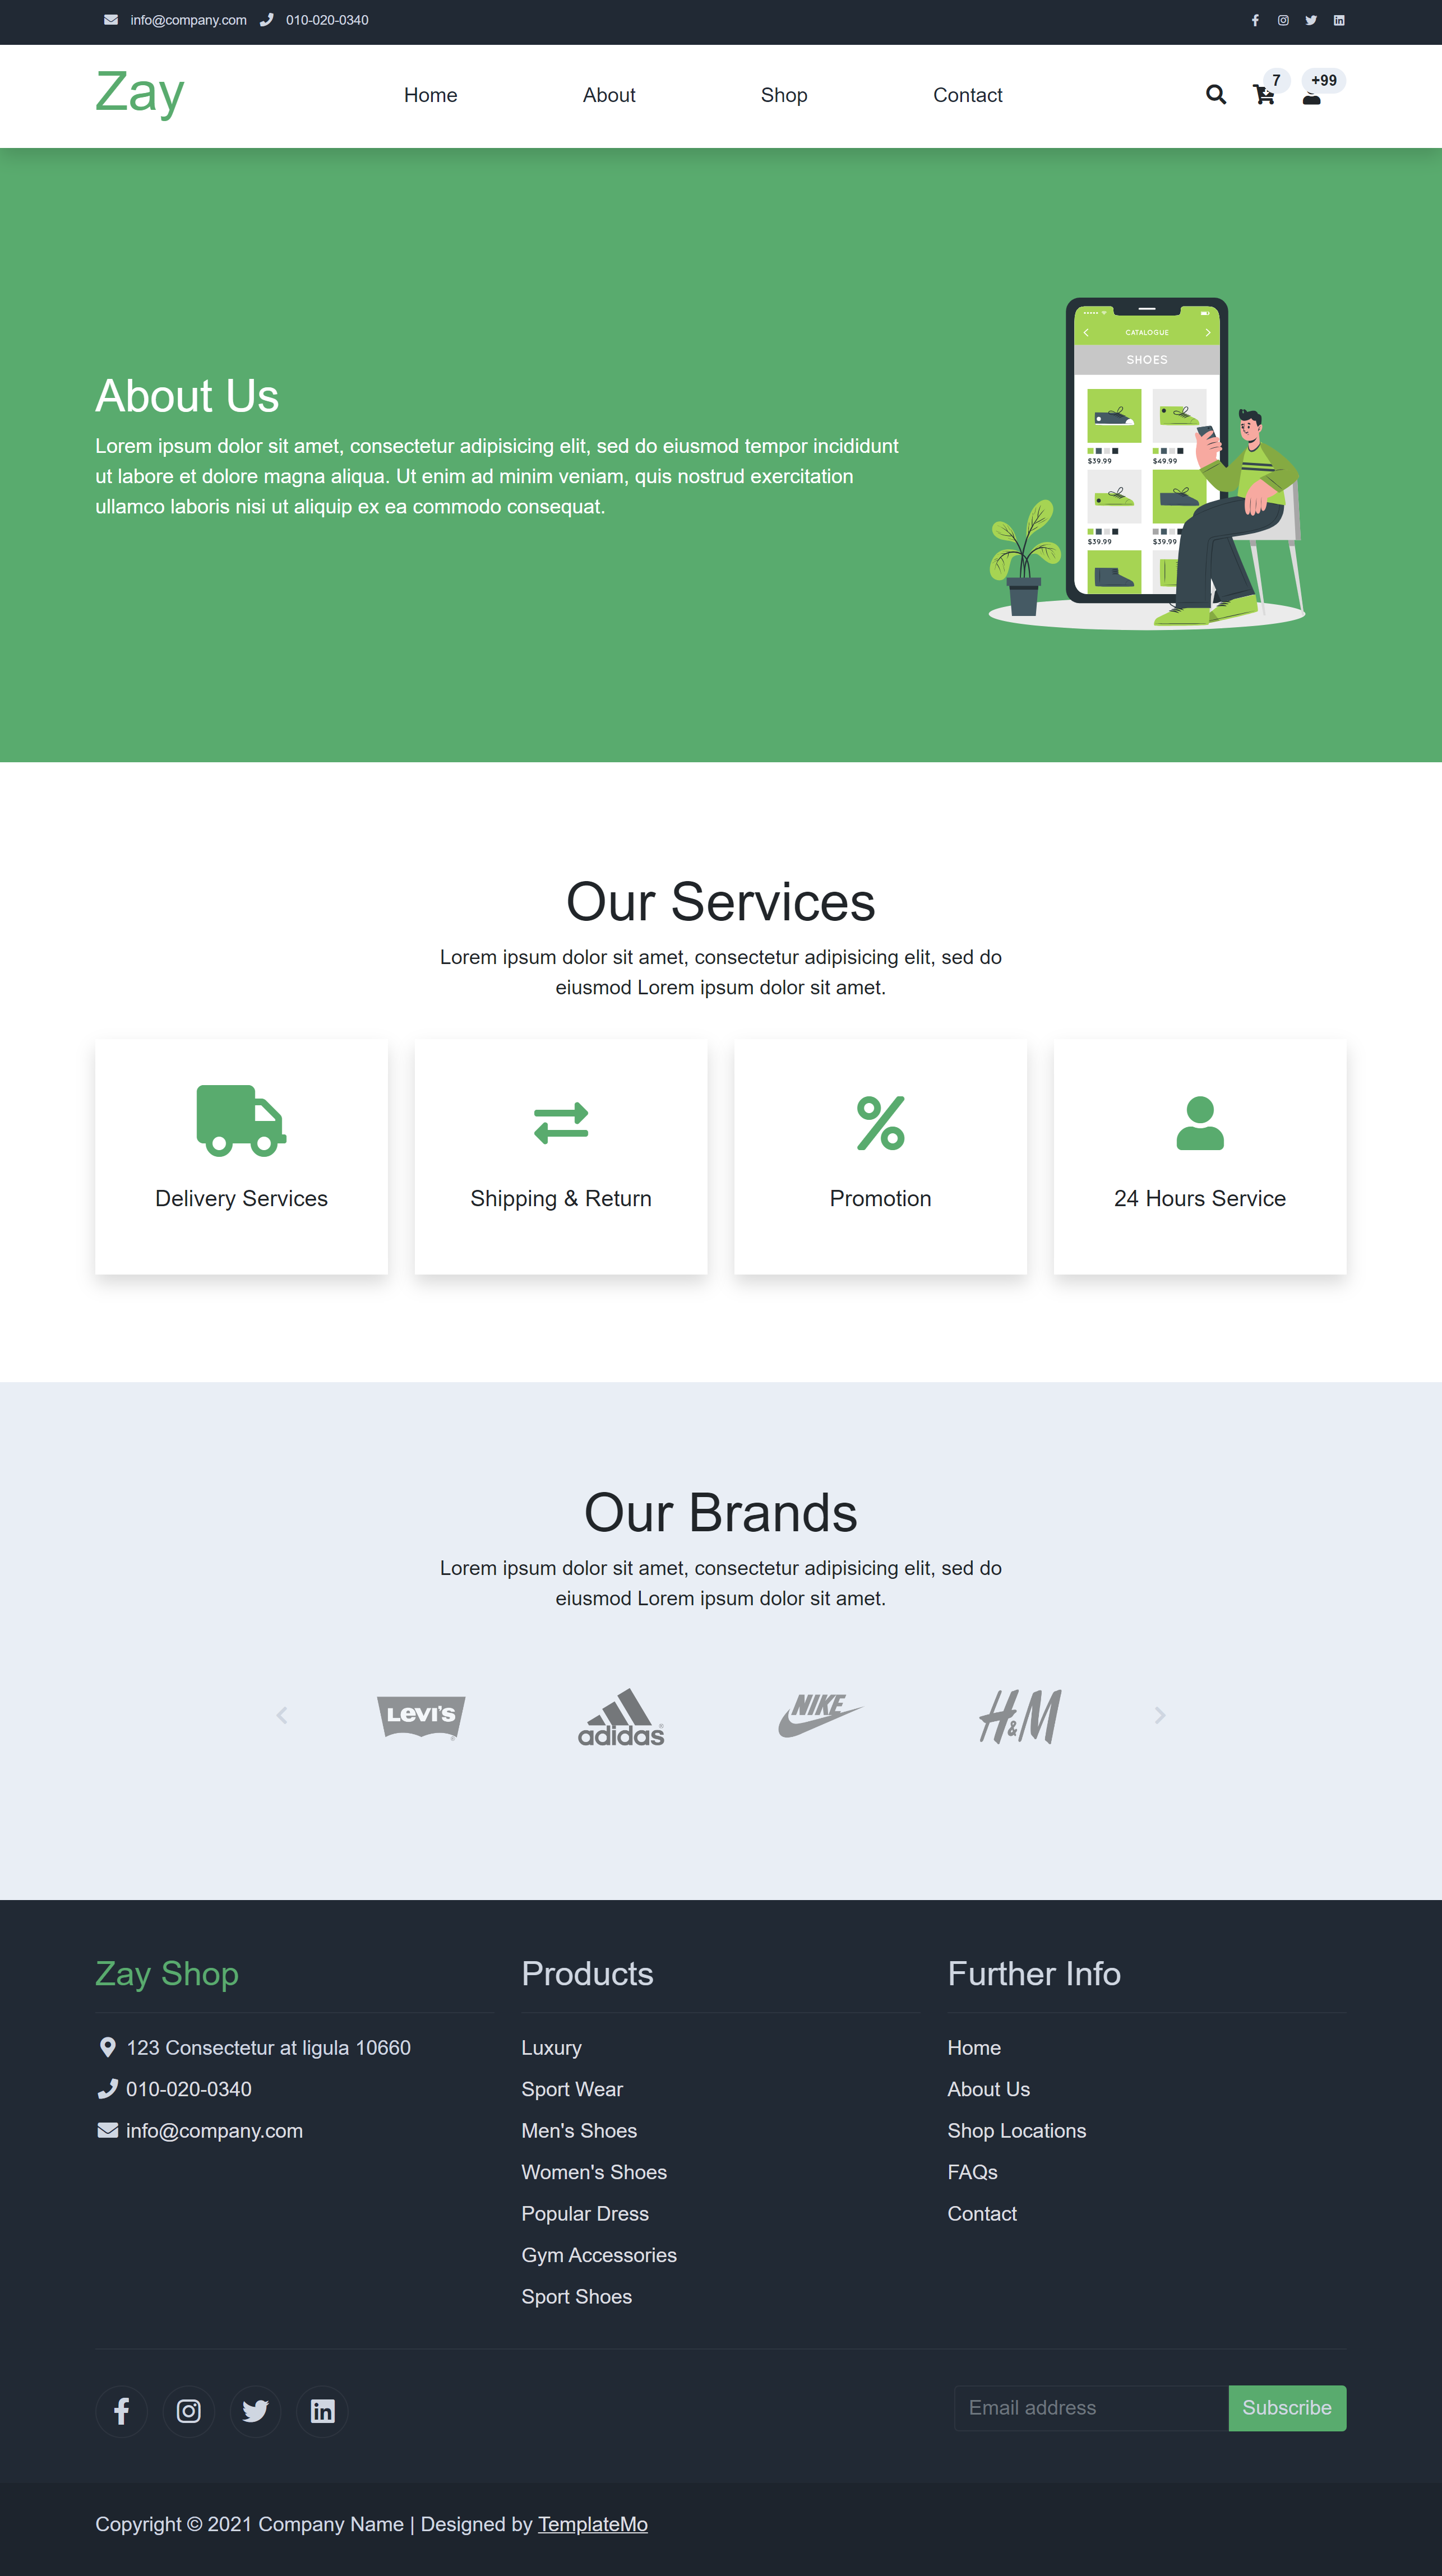 info@company.com 010-020-0340
Zay
Home About Shop Contact
7 +99
About Us
Lorem ipsum dolor sit amet, consectetur adipisicing elit, sed do eiusmod tempor incididunt
ut labore et dolore magna aliqua. Ut enim ad minim veniam, quis nostrud exercitation
ullamco laboris nisi ut aliquip ex ea commodo consequat.
CATALOGUE
SHOES
$39.99 $49.99
$39.99 $39.99
Our Services
Lorem ipsum dolor sit amet, consectetur adipisicing elit, sed do
eiusmod Lorem ipsum dolor sit amet.
Delivery Services
Shipping & Return
Promotion
24 Hours Service
Our Brands
Lorem ipsum dolor sit amet, consectetur adipisicing elit, sed do
eiusmod Lorem ipsum dolor sit amet.
LEVI'S
adidas
NIKE
H&M
Zay Shop
123 Consectetur at ligula 10660
010-020-0340
info@company.com
Products
Luxury
Sport Wear
Men's Shoes
Women's Shoes
Popular Dress
Gym Accessories
Sport Shoes
Further Info
Home
About Us
Shop Locations
FAQs
Contact
Email address Subscribe
Copyright © 2021 Company Name | Designed by TemplateMo